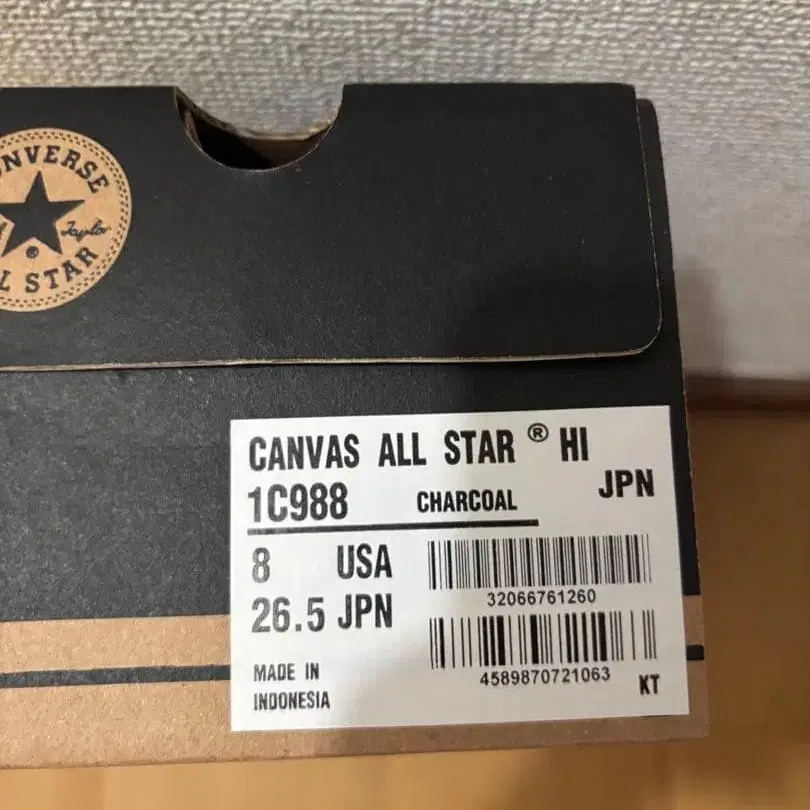 CONVERSE
Taylor
ALL STAR
CANVAS ALL STAR ® HI
1C988 CHARCOAL JPN
8 USA
26.5 JPN
32066761260
4589870721063
MADE IN
INDONESIA
KT